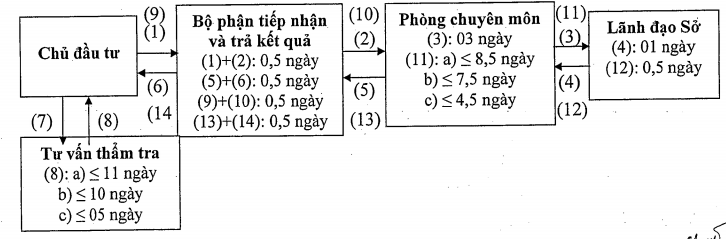 (9)
(1)
(10)
(2)
(11)
(3)
Chủ đầu tư
(6)
(14
(7)
(8)
Bộ phận tiếp nhận
và trả kết quả
(1)+(2): 0,5 ngày
(5)+(6): 0,5 ngày
(9)+(10): 0,5 ngày
(13)+(14): 0,5 ngày
(5)
(13)
Phòng chuyên môn
(3): 03 ngày
(11): a) ≤ 8,5 ngày
b) ≤ 7,5 ngày
c) ≤ 4,5 ngày
(4)
(12)
Lãnh đạo Sở
(4): 01 ngày
(12): 0,5 ngày
Tư vấn thẩm tra
(8): a) ≤ 11 ngày
b) ≤ 10 ngày
c) ≤ 05 ngày